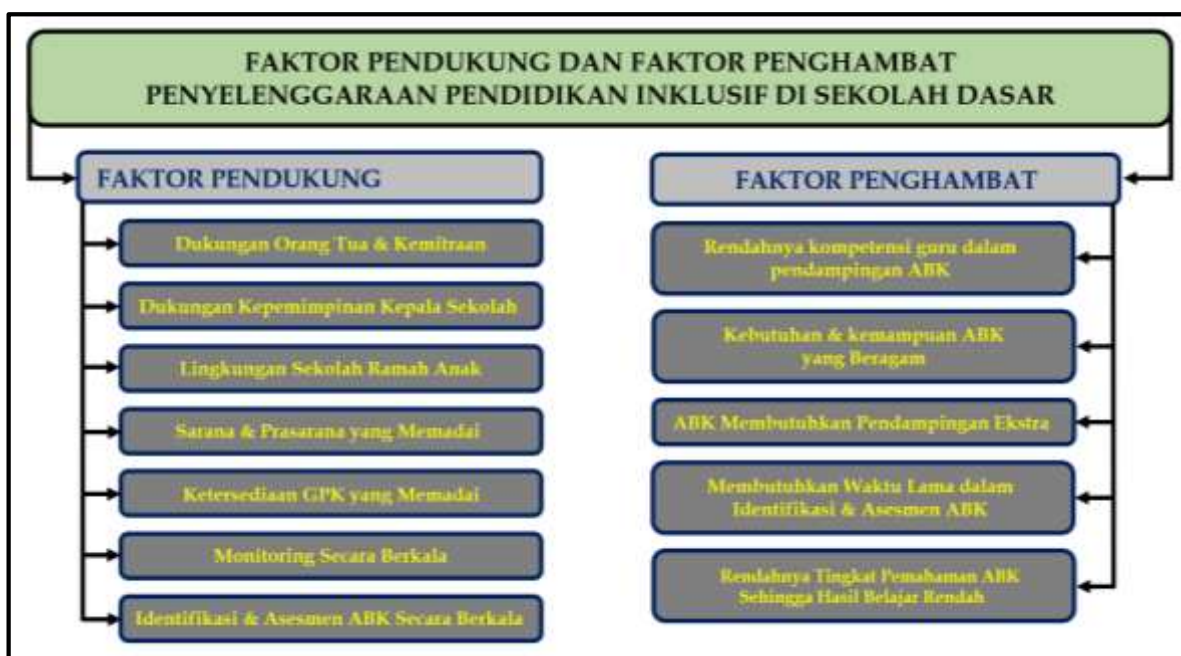 FAKTOR PENDUKUNG DAN FAKTOR PENGHAMBAT
PENYELENGGARAAN PENDIDIKAN INKLUSIF DI SEKOLAH DASAR
FAKTOR PENDUKUNG
Dukungan Orang Tua & Kemitraan
Dukungan Kepemimpinan Kepala Sekolah
Lingkungan Sekolah Ramah Anak
Sarana & Prasarana yang Memadai
Ketersediaan GPK yang Memadai
Monitoring Secara Berkala
Identifikasi & Asesmen ABK Secara Berkala
FAKTOR PENGHAMBAT
Rendahnya kompetensi guru dalam
pendampingan ABK
Kebutuhan & kemampuan ABK
yang Beragam
ABK Membutuhkan Pendampingan Ekstra
Membutuhkan Waktu Lama dalam
Identifikasi & Asesmen ABK
Rendahnya Tingkat Pemahaman ABK
Sehingga Hasil Belajar Rendah